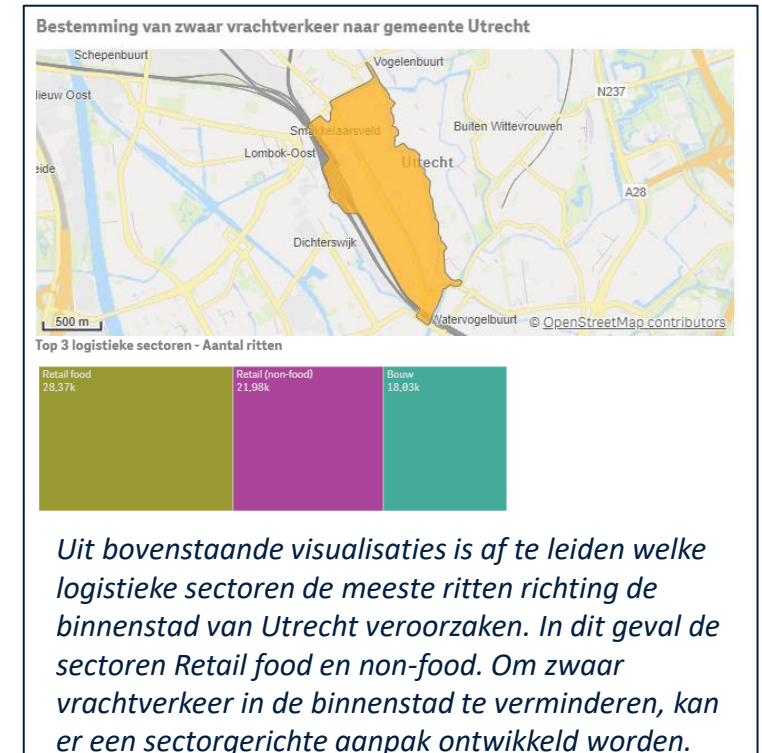 Bestemming van zwaar vrachtverkeer naar gemeente Utrecht
Schepenbuurt
Vogelenbuurt
N237
ieuw Oost
Smakkelaarsveld
Buiten Wittevrouwen
Lombok-Oost
Utrecht
eide
A28
Dichterswijk
500 m
Watervogelbuurt
© OpenStreetMap contributors
Top 3 logistieke sectoren - Aantal ritten
Retail food
28,37k
Retail (non-food)
21,98k
Bouw
18,03k
Uit bovenstaande visualisaties is af te leiden welke
logistieke sectoren de meeste ritten richting de
binnenstad van Utrecht veroorzaken. In dit geval de
sectoren Retail food en non-food. Om zwaar
vrachtverkeer in de binnenstad te verminderen, kan
er een sectorgerichte aanpak ontwikkeld worden.